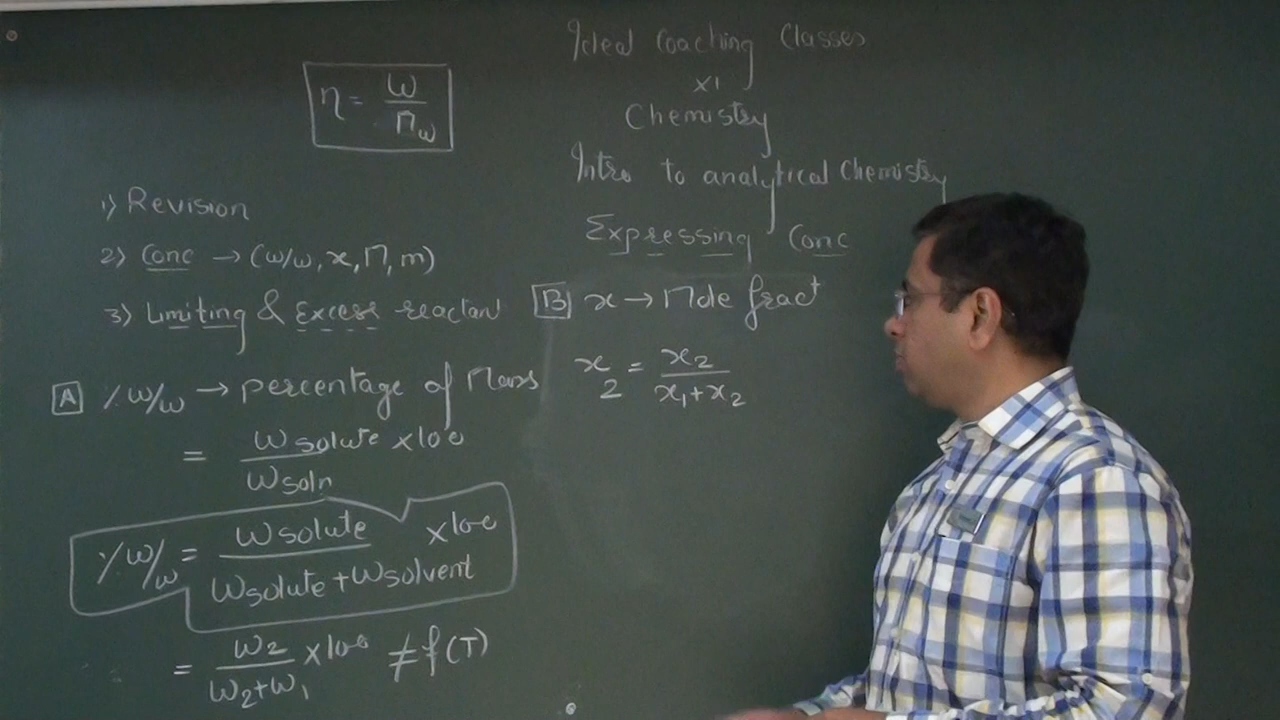 Ideal Coaching Classes
XI
Chemistry
Intro to analytical Chemistry
Expressing Conc
n = w/Mw
1) Revision
2) Conc → (w/w, x, M, m)
3) Limiting & Excess reactan
A % w/w → percentage of Mass
= Wsolute/Wsoln x100
% w/w = Wsolute/Wsolute+Wsolvent x100
= W2/W2+W1 x100 ≠ f(T)
B x → Mole fract
x2 = x2/x1+x2